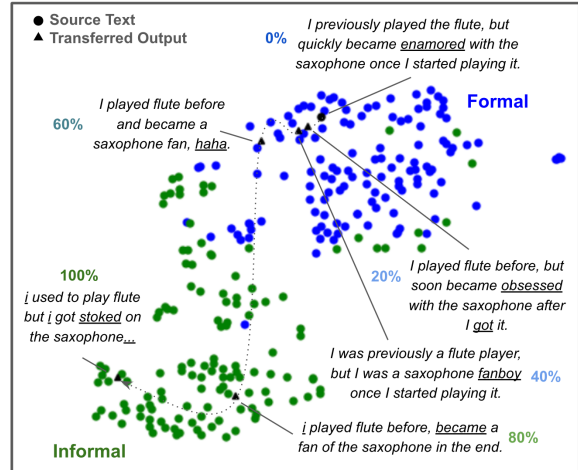 Source Text
Transferred Output
0%
I previously played the flute, but
quickly became enamored with the
saxophone once I started playing it.
Formal
60%
I played flute before
and became a
saxophone fan, haha.
20%
I played flute before, but
soon became obsessed
with the saxophone after
I got it.
100%
i used to play flute
but i got stoked on
the saxophone...
I was previously a flute player,
but I was a saxophone fanboy
once I started playing it.
40%
i played flute before, became a
fan of the saxophone in the end.
80%
Informal